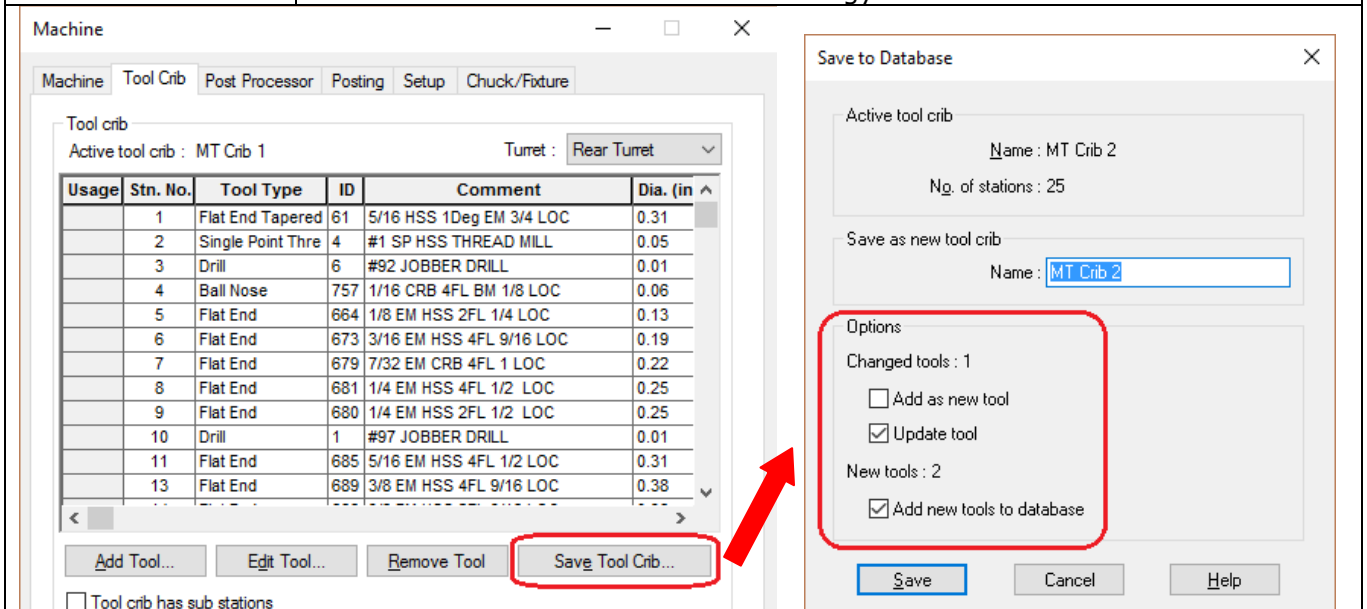 Machine
Machine Tool Crib Post Processor Posting Setup Chuck/Fixture
Tool crib
Active tool crib : MT Crib 1 Turret : Rear Turret
Usage Stn. No. Tool Type ID Comment Dia. (in
1 Flat End Tapered 61 5/16 HSS 1Deg EM 3/4 LOC 0.31
2 Single Point Thre 4 #1 SP HSS THREAD MILL 0.05
3 Drill 6 #92 JOBBER DRILL 0.01
4 Ball Nose 757 1/16 CRB 4FL BM 1/8 LOC 0.06
5 Flat End 664 1/8 EM HSS 2FL 1/4 LOC 0.13
6 Flat End 673 3/16 EM HSS 4FL 9/16 LOC 0.19
7 Flat End 679 7/32 EM CRB 4FL 1 LOC 0.22
8 Flat End 681 1/4 EM HSS 4FL 1/2 LOC 0.25
9 Flat End 680 1/4 EM HSS 2FL 1/2 LOC 0.25
10 Drill 1 #97 JOBBER DRILL 0.01
11 Flat End 685 5/16 EM HSS 4FL 1/2 LOC 0.31
13 Flat End 689 3/8 EM HSS 4FL 9/16 LOC 0.38
Add Tool... Edit Tool... Remove Tool Save Tool Crib...
Tool crib has sub stations
Save to Database
Active tool crib
Name : MT Crib 2
No. of stations : 25
Save as new tool crib
Name : MT Crib 2
Options
Changed tools : 1
Add as new tool
Update tool
New tools : 2
Add new tools to database
Save Cancel Help